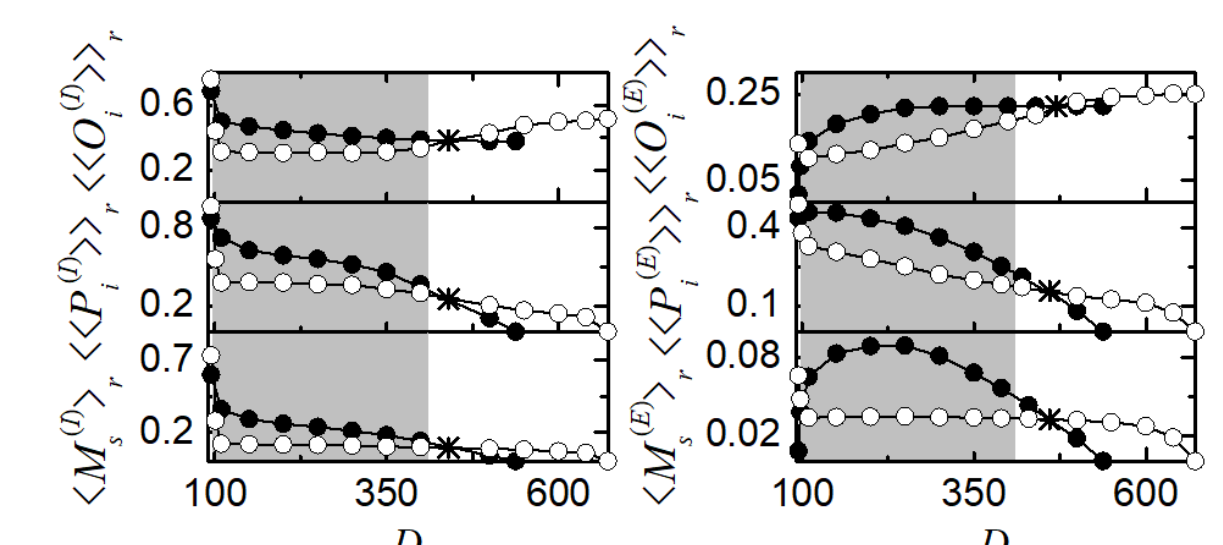 <<O_i^(I)>>_r
0.6
0.2
<<P_i^(I)>>_r
0.8
0.2
<M_s^(I)>_r
0.7
0.2
100 350 600
D
<<O_i^(E)>>_r
0.25
0.05
<<P_i^(E)>>_r
0.4
0.1
<M_s^(E)>_r
0.08
0.02
100 350 600
D